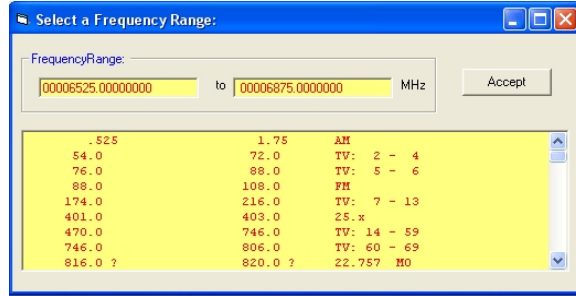 Select a Frequency Range:
FrequencyRange:
00006525.00000000 to 00006875.0000000 MHz Accept
.525 1.75 AM
54.0 72.0 TV: 2 - 4
76.0 88.0 TV: 5 - 6
88.0 108.0 FM
174.0 216.0 TV: 7 - 13
401.0 403.0 25.x
470.0 746.0 TV: 14 - 59
746.0 806.0 TV: 60 - 69
816.0 ? 820.0 ? 22.757 MO